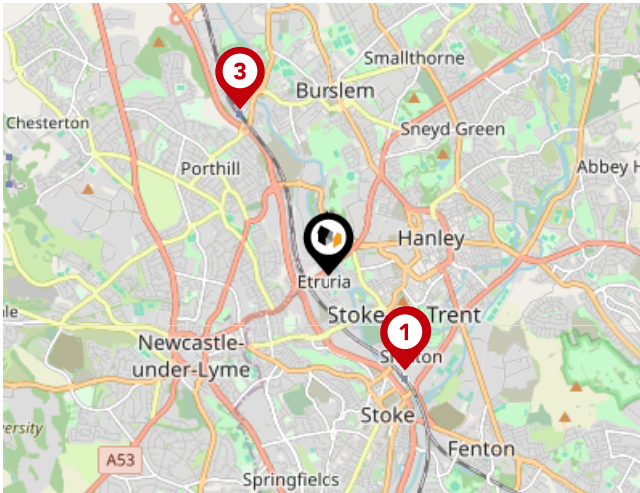 3
Smallthorne
Burslem
Chesterton
Sneyd Green
Porthill
Abbey H
Hanley
Etruria
Stoke Trent
1
Newcastle-
under-Lyme
Stoke
ersity
A53
Fenton
Springfields